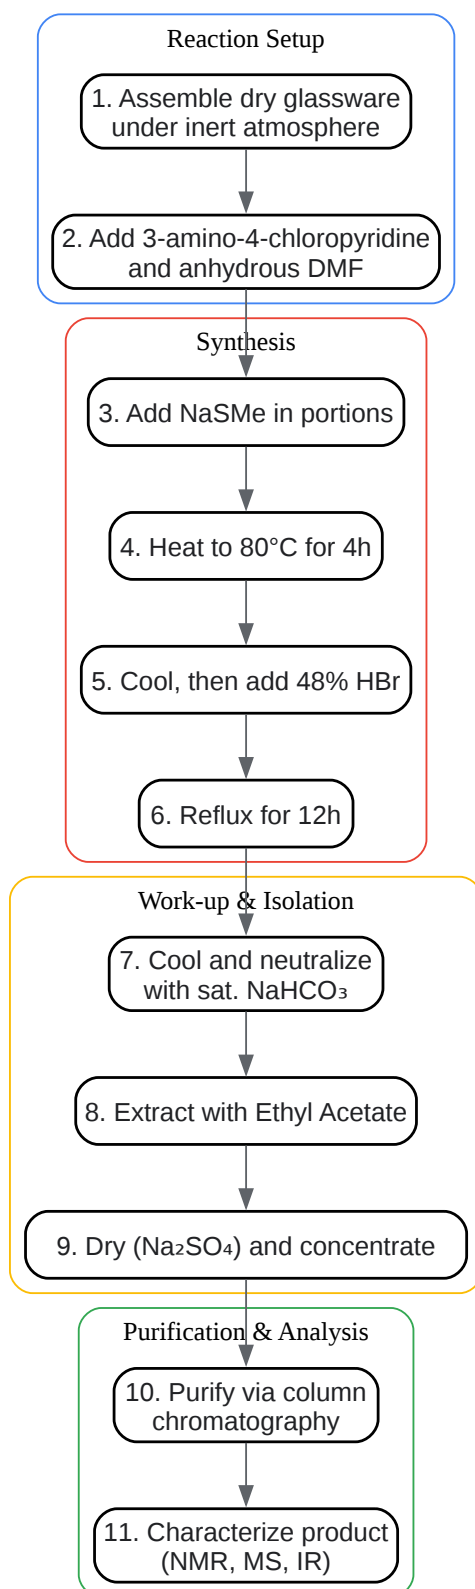 Reaction Setup
1. Assemble dry glassware
under inert atmosphere
2. Add 3-amino-4-chloropyridine
and anhydrous DMF
Synthesis
3. Add NaSMe in portions
4. Heat to 80°C for 4h
5. Cool, then add 48% HBr
6. Reflux for 12h
Work-up & Isolation
7. Cool and neutralize
with sat. NaHCO₃
8. Extract with Ethyl Acetate
9. Dry (Na₂SO₄) and concentrate
Purification & Analysis
10. Purify via column
chromatography
11. Characterize product
(NMR, MS, IR)